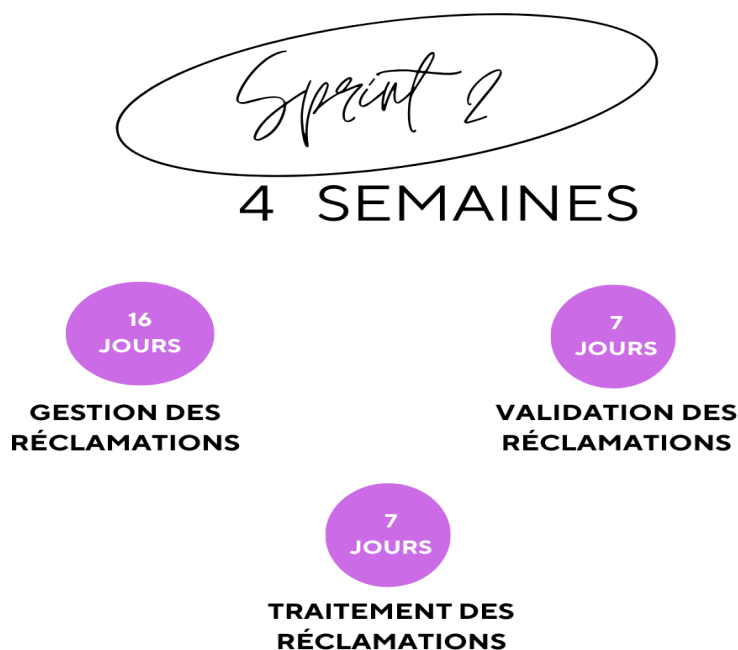 Sprint 2
4 SEMAINES
16
JOURS
GESTION DES
RÉCLAMATIONS
7
JOURS
VALIDATION DES
RÉCLAMATIONS
7
JOURS
TRAITEMENT DES
RÉCLAMATIONS